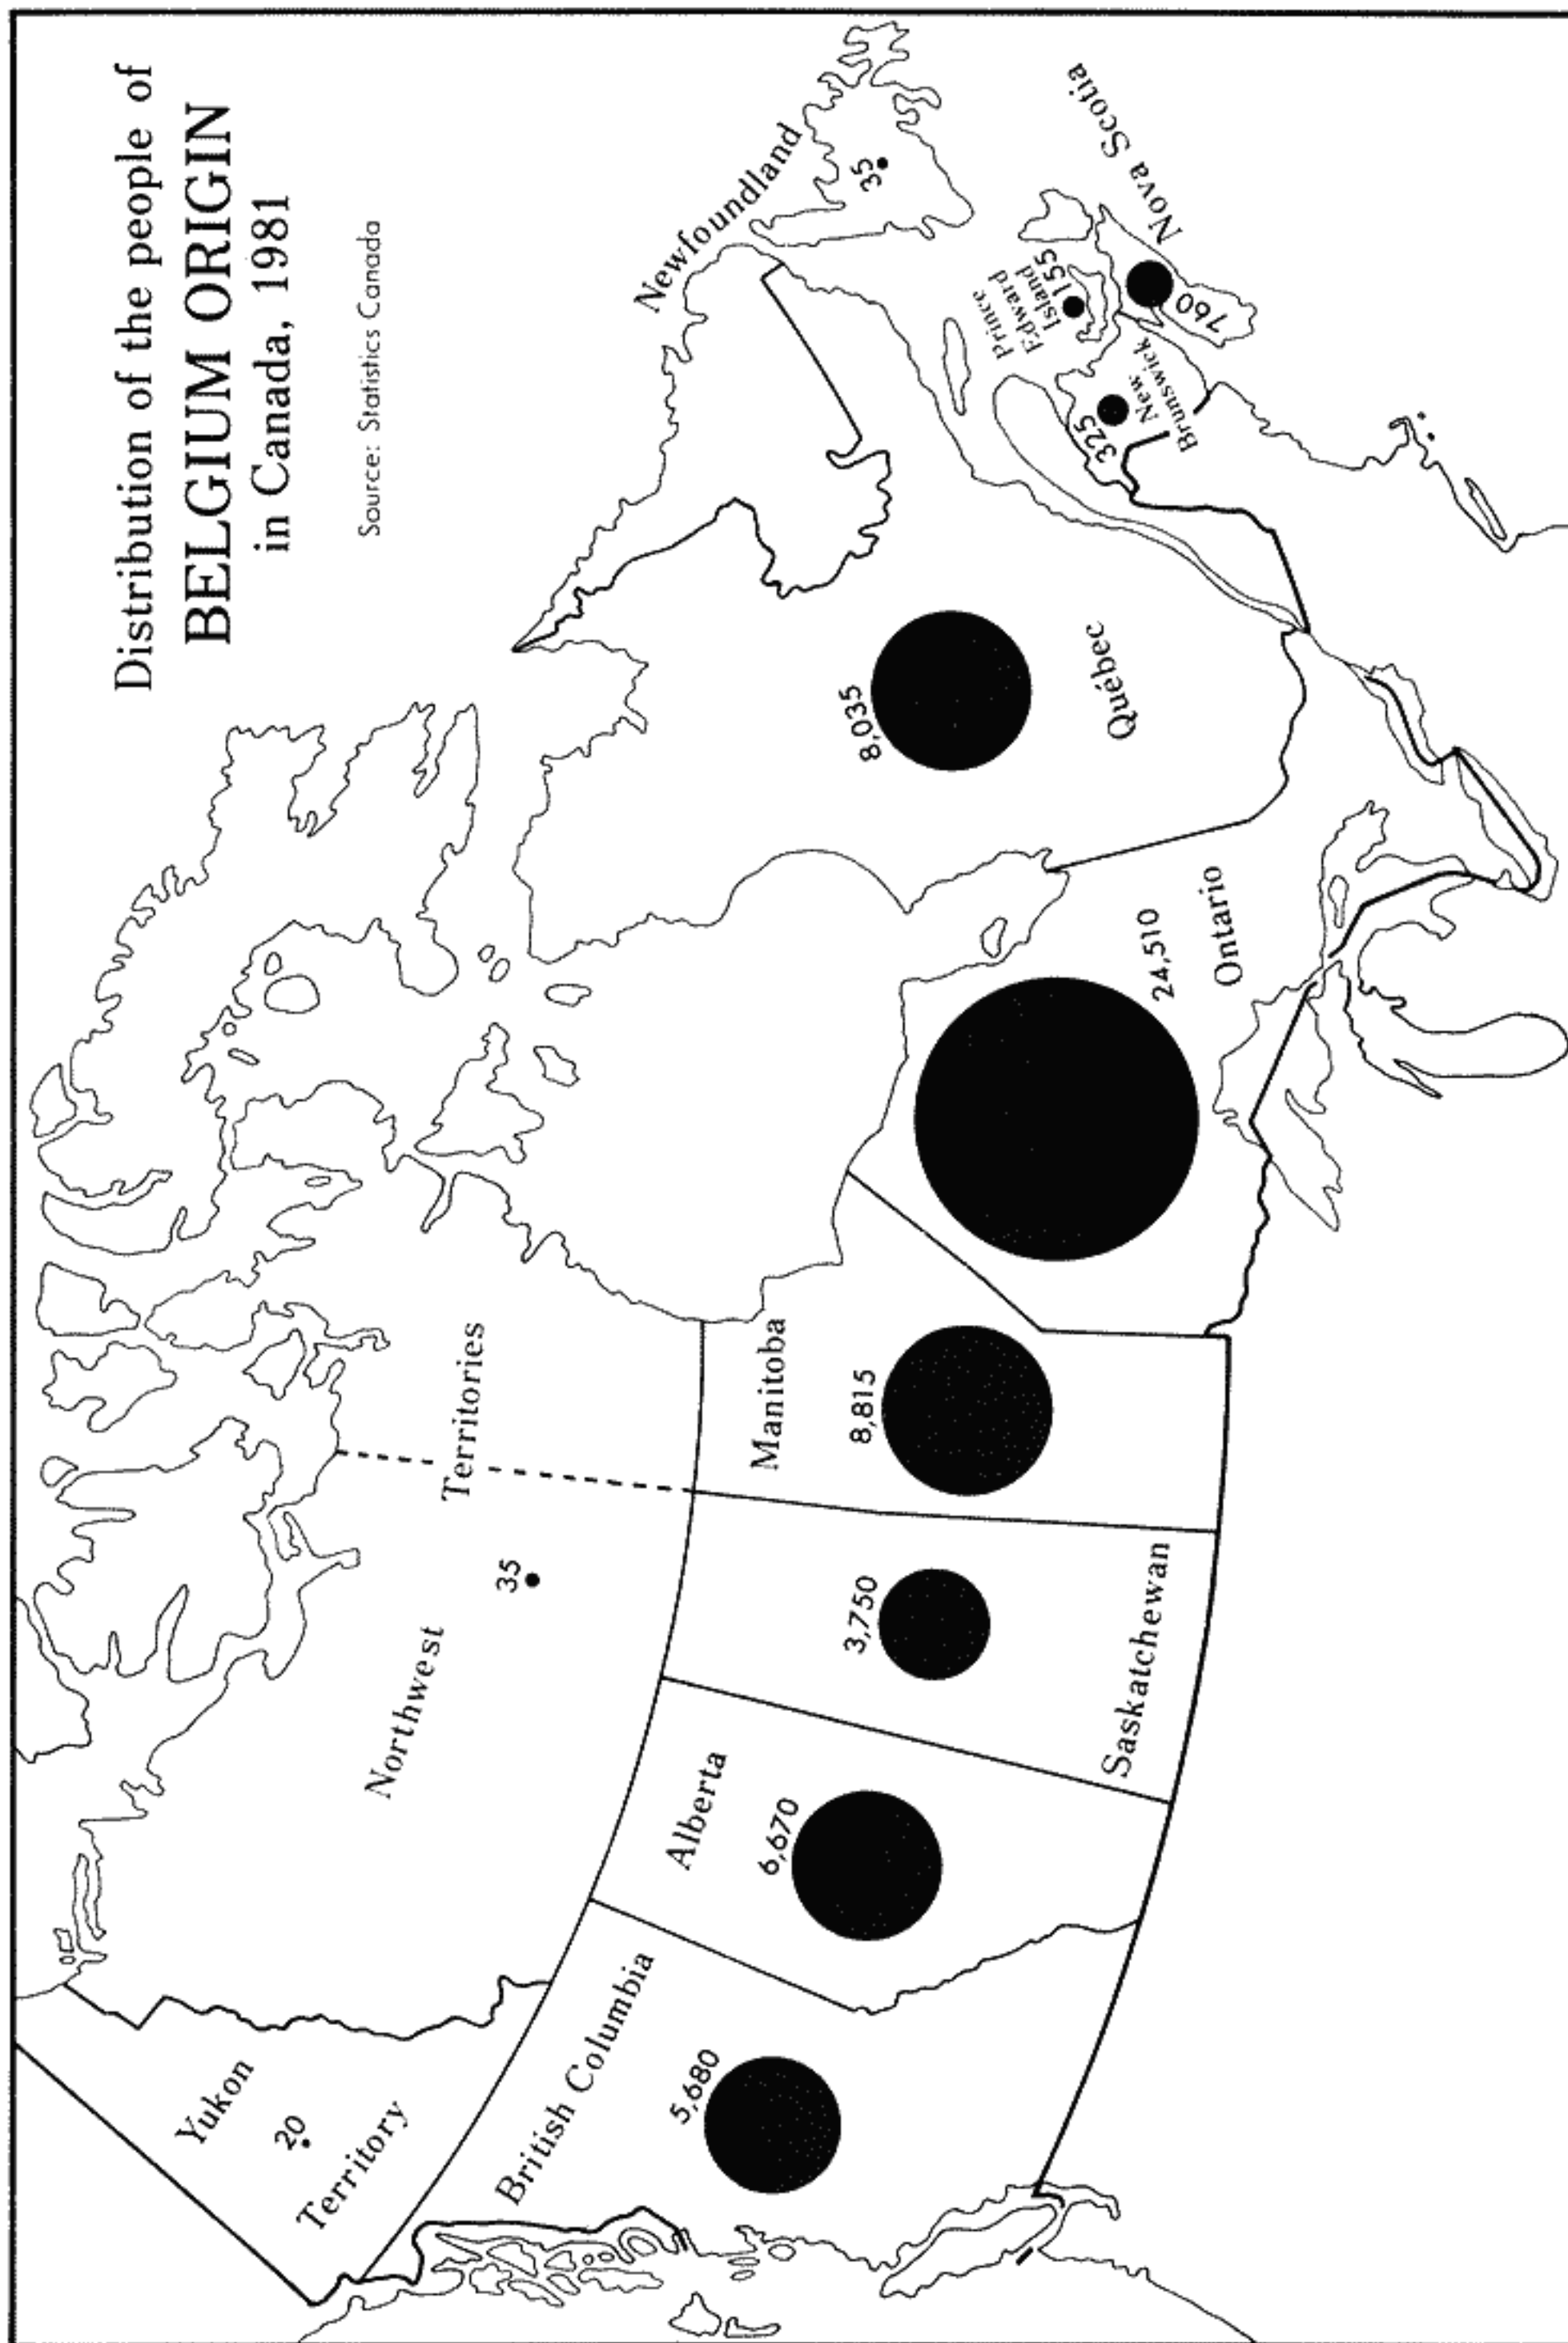 Distribution of the people of
BELGIUM ORIGIN
in Canada, 1981
Source: Statistics Canada
Yukon
20
Territory
Northwest
Territories
35
British Columbia
5,680
Alberta
6,670
3,750
Saskatchewan
Manitoba
8,815
24,510
Ontario
8,035
Québec
Newfoundland
35
Prince
Edward
Island
155
325
New
Brunswick
760
Nova Scotia